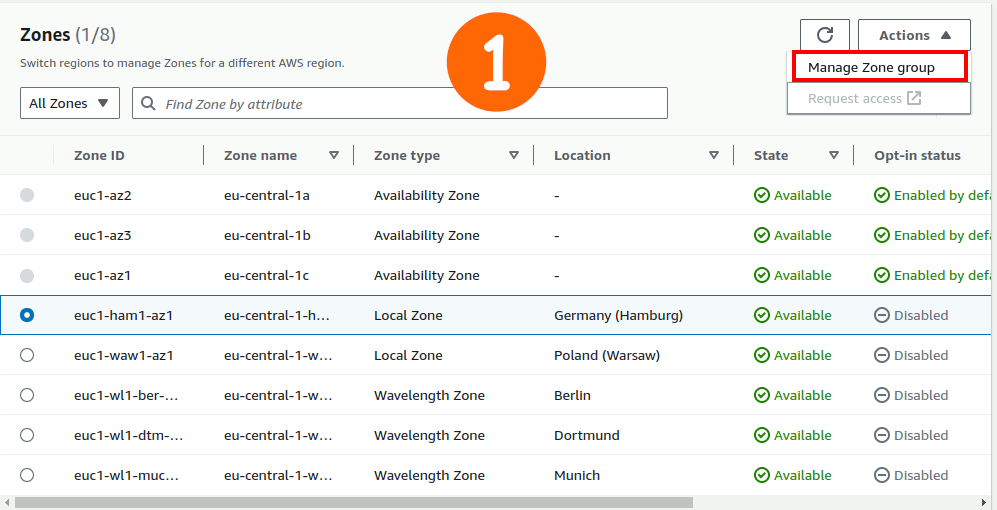 Zones (1/8)
Switch regions to manage Zones for a different AWS region.
1
Actions
Manage Zone group
Request access
All Zones
Find Zone by attribute
Zone ID Zone name Zone type Location State Opt-in status
euc1-az2 eu-central-1a Availability Zone - Available Enabled by defa
euc1-az3 eu-central-1b Availability Zone - Available Enabled by defa
euc1-az1 eu-central-1c Availability Zone - Available Enabled by defa
euc1-ham1-az1 eu-central-1-h... Local Zone Germany (Hamburg) Available Disabled
euc1-waw1-az1 eu-central-1-w... Local Zone Poland (Warsaw) Available Disabled
euc1-wl1-ber-... eu-central-1-w... Wavelength Zone Berlin Available Disabled
euc1-wl1-dtm-... eu-central-1-w... Wavelength Zone Dortmund Available Disabled
euc1-wl1-muc... eu-central-1-w... Wavelength Zone Munich Available Disabled